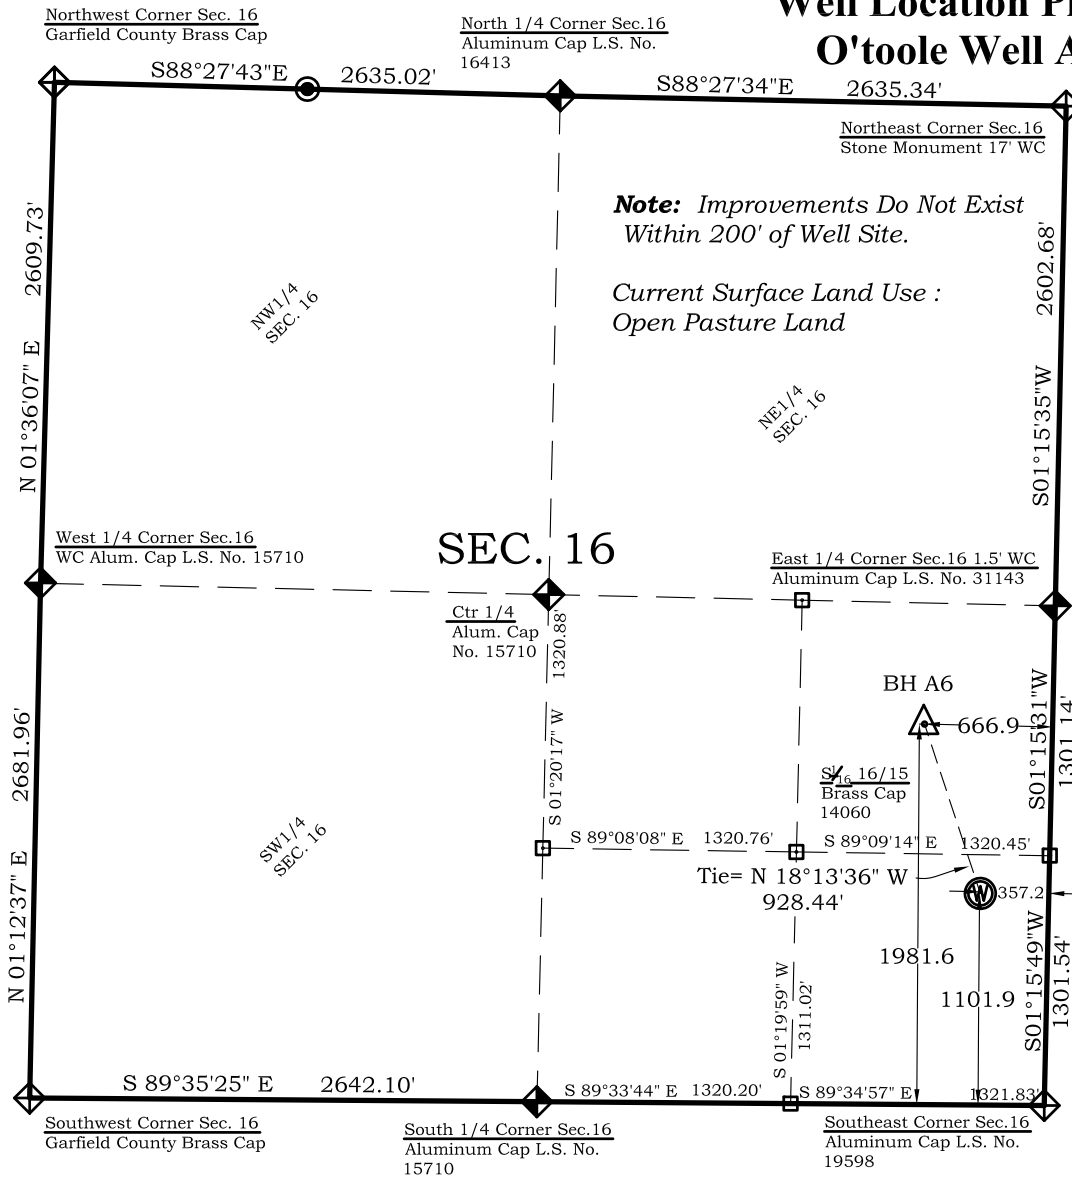 Well Location
O'toole Well A
Northwest Corner Sec. 16
Garfield County Brass Cap
North 1/4 Corner Sec.16
Aluminum Cap L.S. No.
16413
S88°27'43"E 2635.02'
S88°27'34"E 2635.34'
Northeast Corner Sec.16
Stone Monument 17' WC
Note: Improvements Do Not Exist
Within 200' of Well Site.
Current Surface Land Use :
Open Pasture Land
N 01°36'07" E 2609.73'
S01°15'35"W 2602.68'
NW1/4
SEC. 16
NE1/4
SEC. 16
SEC. 16
West 1/4 Corner Sec.16
WC Alum. Cap L.S. No. 15710
East 1/4 Corner Sec.16 1.5' WC
Aluminum Cap L.S. No. 31143
Ctr 1/4
Alum. Cap
No. 15710
S 01°20'17" W 1320.88'
BH A6
666.9
S01°15'31"W
1301.14'
S1/16 16/15
Brass Cap
14060
N 01°12'37" E 2681.96'
SW1/4
SEC. 16
S 89°08'08" E 1320.76'
S 89°09'14" E 1320.45'
Tie= N 18°13'36" W
928.44'
W
357.2
1981.6
1101.9
S 01°19'59" W
1311.02'
S01°15'49"W
1301.54'
S 89°35'25" E 2642.10'
S 89°33'44" E 1320.20'
S 89°34'57"E 1321.83'
Southwest Corner Sec. 16
Garfield County Brass Cap
South 1/4 Corner Sec.16
Aluminum Cap L.S. No.
15710
Southeast Corner Sec.16
Aluminum Cap L.S. No.
19598